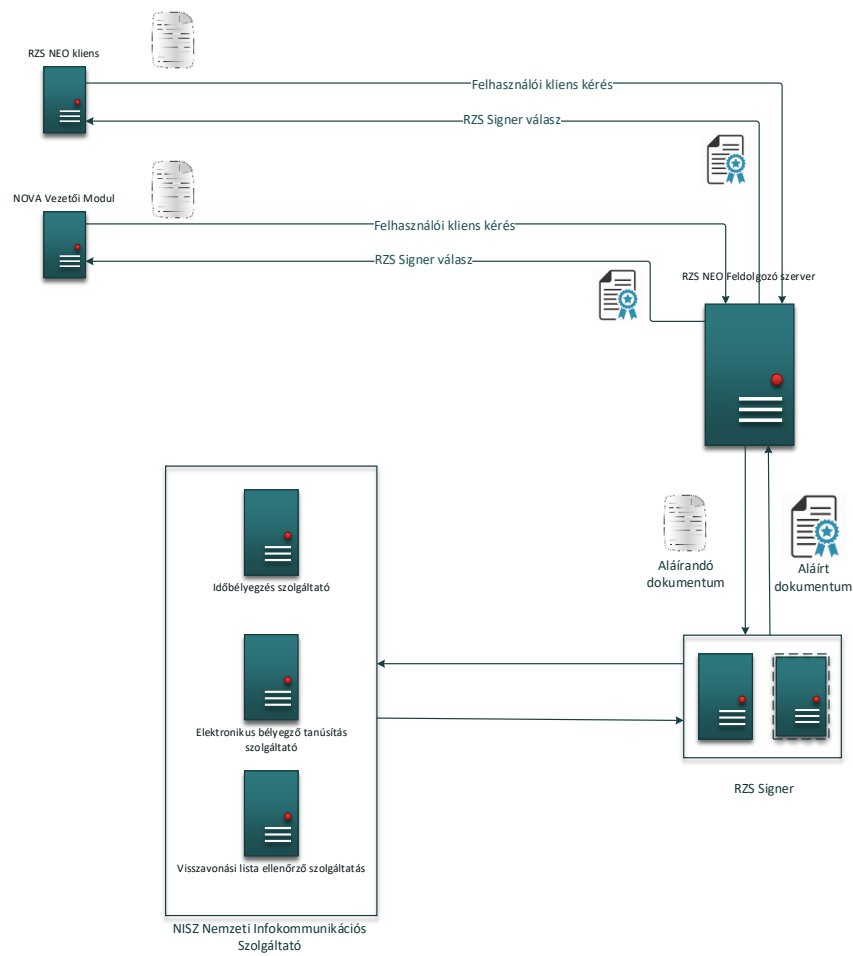 RZS NEO kliens
Felhasználói kliens kérés
RZS Signer válasz
NOVA Vezetői Modul
Felhasználói kliens kérés
RZS Signer válasz
RZS NEO Feldolgozó szerver
Időbélyegzés szolgáltató
Aláírandó
dokumentum
Aláírt
dokumentum
Elektronikus bélyegző tanúsítás
szolgáltató
RZS Signer
Visszavonási lista ellenőrző szolgáltatás
NISZ Nemzeti Infokommunikációs
Szolgáltató